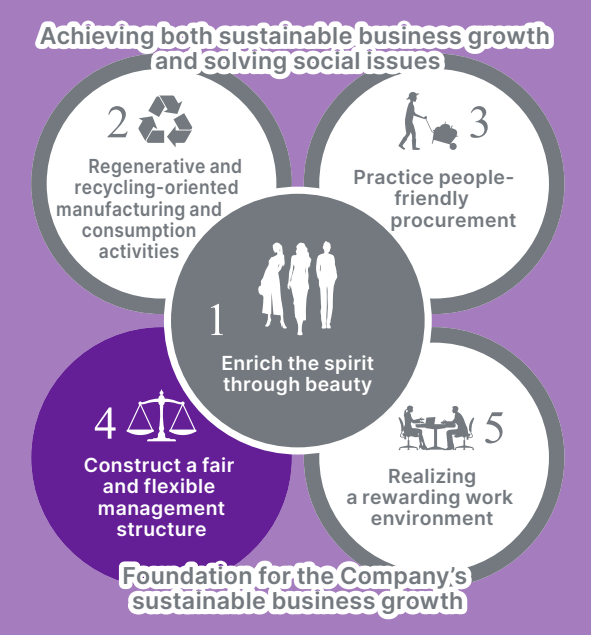 Achieving both sustainable business growth
and solving social issues
2
Regenerative and
recycling-oriented
manufacturing and
consumption
activities
3
Practice people-
friendly
procurement
1
Enrich the spirit
through beauty
4
Construct a fair
and flexible
management
structure
5
Realizing
a rewarding work
environment
Foundation for the Company’s
sustainable business growth